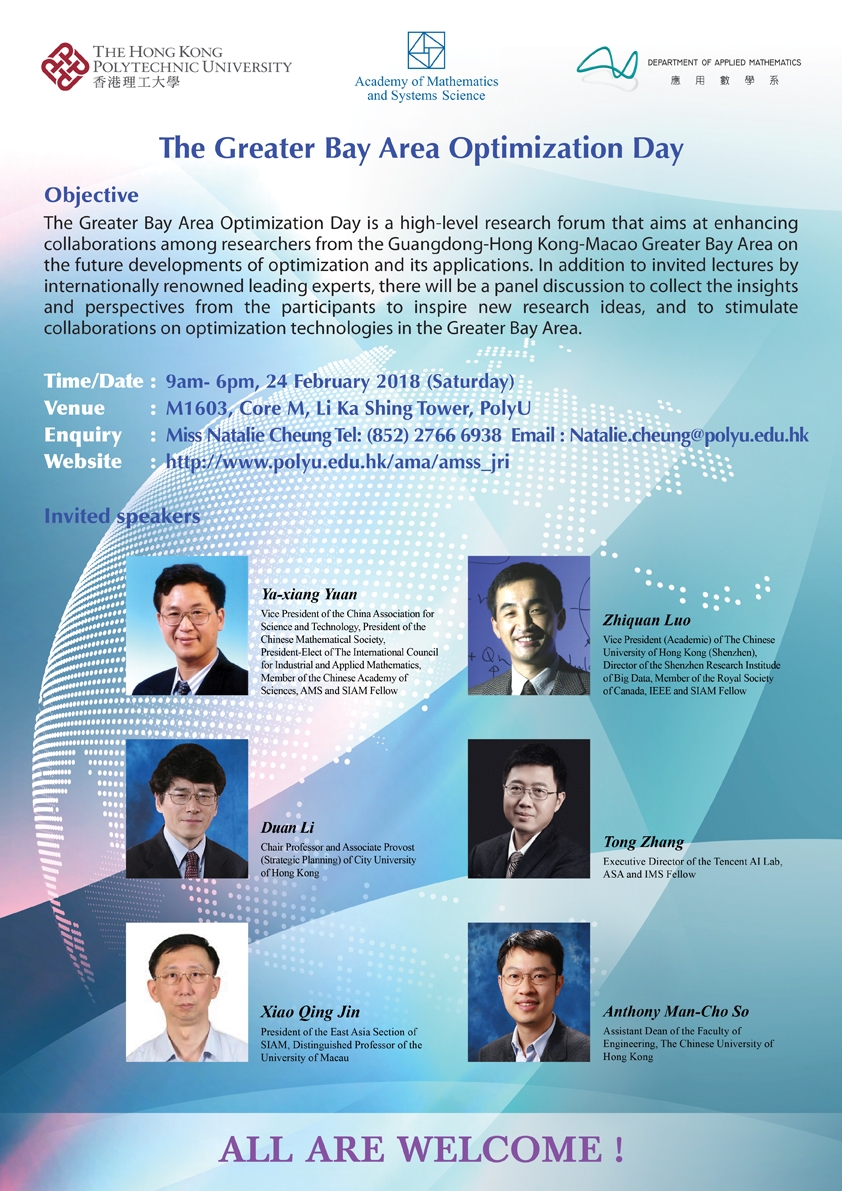 THE HONG KONG
POLYTECHNIC UNIVERSITY
香港理工大學
Academy of Mathematics
and Systems Science
DEPARTMENT OF APPLIED MATHEMATICS
應用數學系
The Greater Bay Area Optimization Day
Objective
The Greater Bay Area Optimization Day is a high-level research forum that aims at enhancing
collaborations among researchers from the Guangdong-Hong Kong-Macao Greater Bay Area on
the future developments of optimization and its applications. In addition to invited lectures by
internationally renowned leading experts, there will be a panel discussion to collect the insights
and perspectives from the participants to inspire new research ideas, and to stimulate
collaborations on optimization technologies in the Greater Bay Area.
Time/Date : 9am- 6pm, 24 February 2018 (Saturday)
Venue : M1603, Core M, Li Ka Shing Tower, PolyU
Enquiry : Miss Natalie Cheung Tel: (852) 2766 6938 Email : Natalie.cheung@polyu.edu.hk
Website : http://www.polyu.edu.hk/ama/amss_jri
Invited speakers
Ya-xiang Yuan
Vice President of the China Association for
Science and Technology, President of the
Chinese Mathematical Society,
President-Elect of The International Council
for Industrial and Applied Mathematics,
Member of the Chinese Academy of
Sciences, AMS and SIAM Fellow
Zhiquan Luo
Vice President (Academic) of The Chinese
University of Hong Kong (Shenzhen),
Director of the Shenzhen Research Institude
of Big Data, Member of the Royal Society
of Canada, IEEE and SIAM Fellow
Duan Li
Chair Professor and Associate Provost
(Strategic Planning) of City University
of Hong Kong
Tong Zhang
Executive Director of the Tencent AI Lab,
ASA and IMS Fellow
Xiao Qing Jin
President of the East Asia Section of
SIAM, Distinguished Professor of the
University of Macau
Anthony Man-Cho So
Assistant Dean of the Faculty of
Engineering, The Chinese University of
Hong Kong
ALL ARE WELCOME !